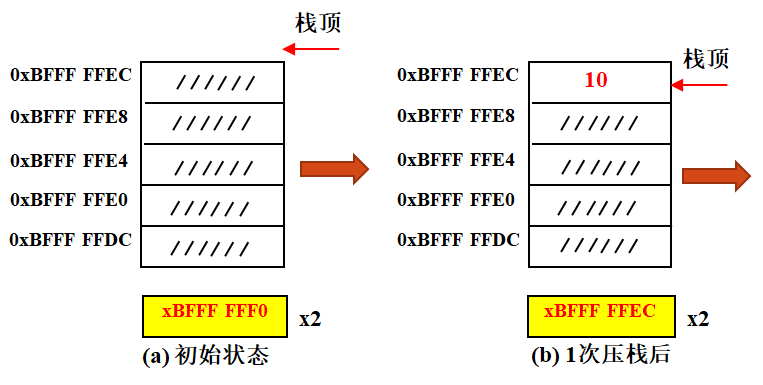 栈顶
0xBFFF FFEC
0xBFFF FFE8
0xBFFF FFE4
0xBFFF FFE0
0xBFFF FFDC
xBFFF FFF0
x2
(a) 初始状态
栈顶
0xBFFF FFEC
10
0xBFFF FFE8
0xBFFF FFE4
0xBFFF FFE0
0xBFFF FFDC
xBFFF FFEC
x2
(b) 1次压栈后